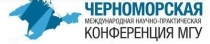 ЧЕРНОМОРСКАЯ
МЕЖДУНАРОДНАЯ НАУЧНО-ПРАКТИЧЕСКАЯ
КОНФЕРЕНЦИЯ МГУ